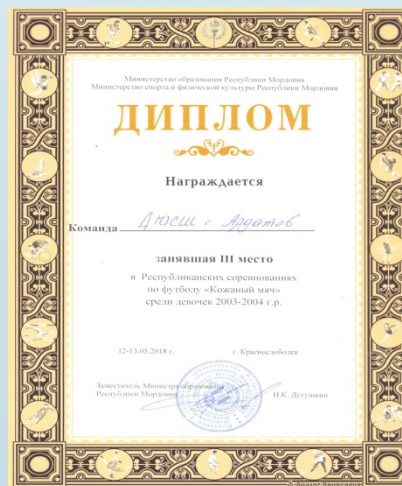 Министерство образования Республики Мордовия
Министерство спорта и физической культуры Республики Мордовия
ДИПЛОМ
Награждается
Команда ДЮСШ г Ардатов
занявшая III место
в Республиканских соревнованиях
по футболу «Кожаный мяч»
среди девочек 2003-2004 г.р.
12-13.05.2018 г. г. Краснослободск
Заместитель Министра образования
Республики Мордовия И.К. Дугушкин